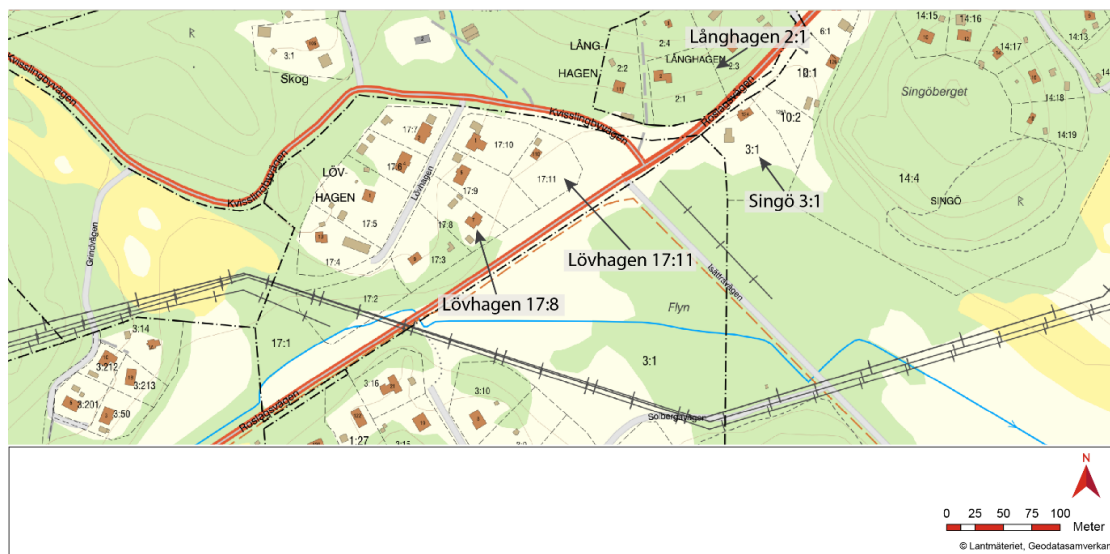 14:15
14:16
6:1
3:1
Skog
LÅNG-
HAGEN
2:4
Långhagen 2:1
LÅNGHAGEN
2:3
2:2
2:1
14:17
14:13
10:1
Singöberget
14:18
10:2
14:19
Kvisslingbyvägen
Kvisslingbyvägen
Kvisslingbyvägen
Roslagsvägen
17:7
17:10
17:6
LÖV-
HAGEN
Lövhagen
17:9
17:11
3:1
14:4
Singö 3:1
SINGÖ
17:5
17:8
17:4
17:3
Lövhagen 17:11
Grindvägen
Lövhagen 17:8
17:2
Flyn
17:1
3:14
3:1
3:212
3:213
3:201
3:50
3:16
3:10
Solbergavägen
Roslagsvägen
1:27
3:15
N
0 25 50 75 100
Meter
© Lantmäteriet, Geodatasamverkan